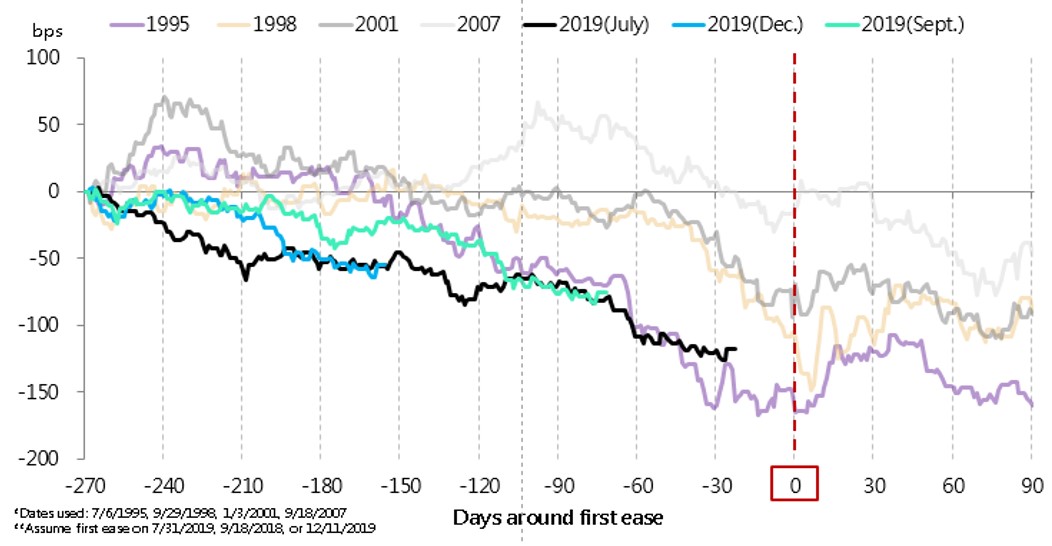 1995 1998 2001 2007 2019(July) 2019(Dec.) 2019(Sept.)
bps
100
50
0
-50
-100
-150
-200
-270 -240 -210 -180 -150 -120 -90 -60 -30 0 30 60 90
Days around first ease
*Dates used: 7/6/1995, 9/29/1998, 1/3/2001, 9/18/2007
**Assume first ease on 7/31/2019, 9/18/2018, or 12/11/2019